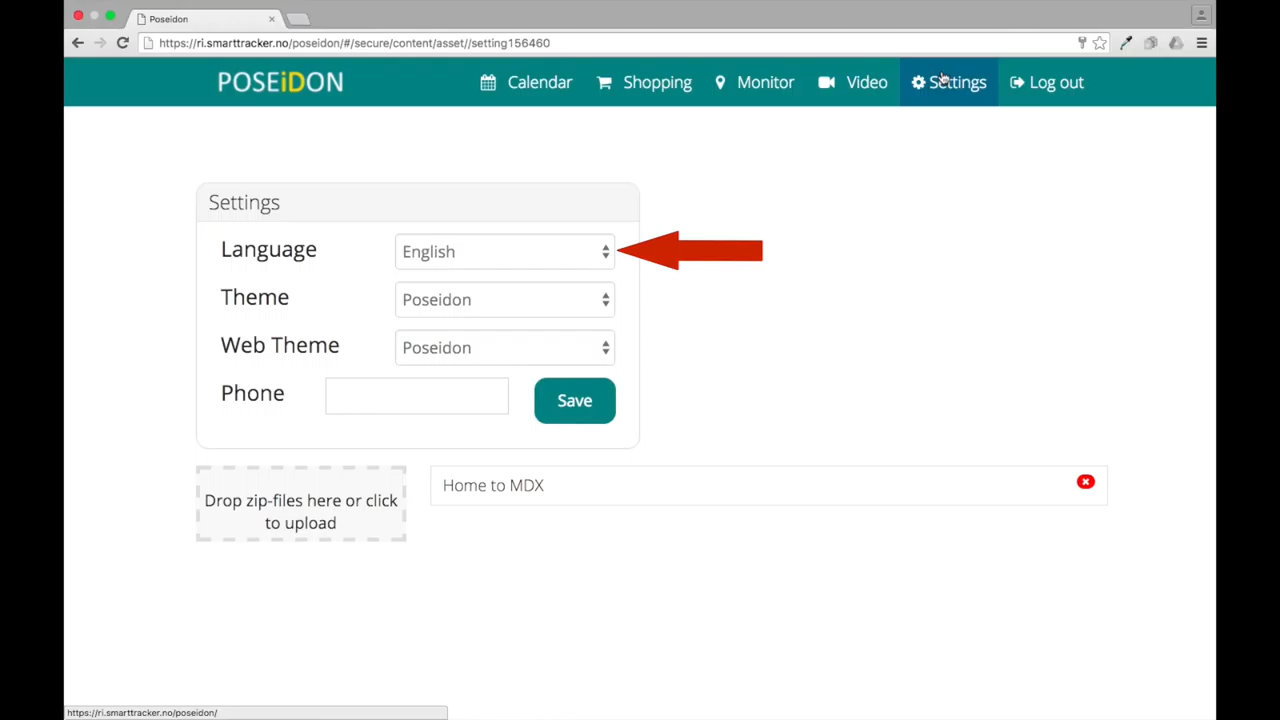 Poseidon
https://ri.smarttracker.no/poseidon/#/secure/content/asset//setting156460
POSEiDON
Calendar
Shopping
Monitor
Video
Settings
Log out
Settings
Language
English
Theme
Poseidon
Web Theme
Poseidon
Phone
Save
Drop zip-files here or click
to upload
Home to MDX
https://ri.smarttracker.no/poseidon/